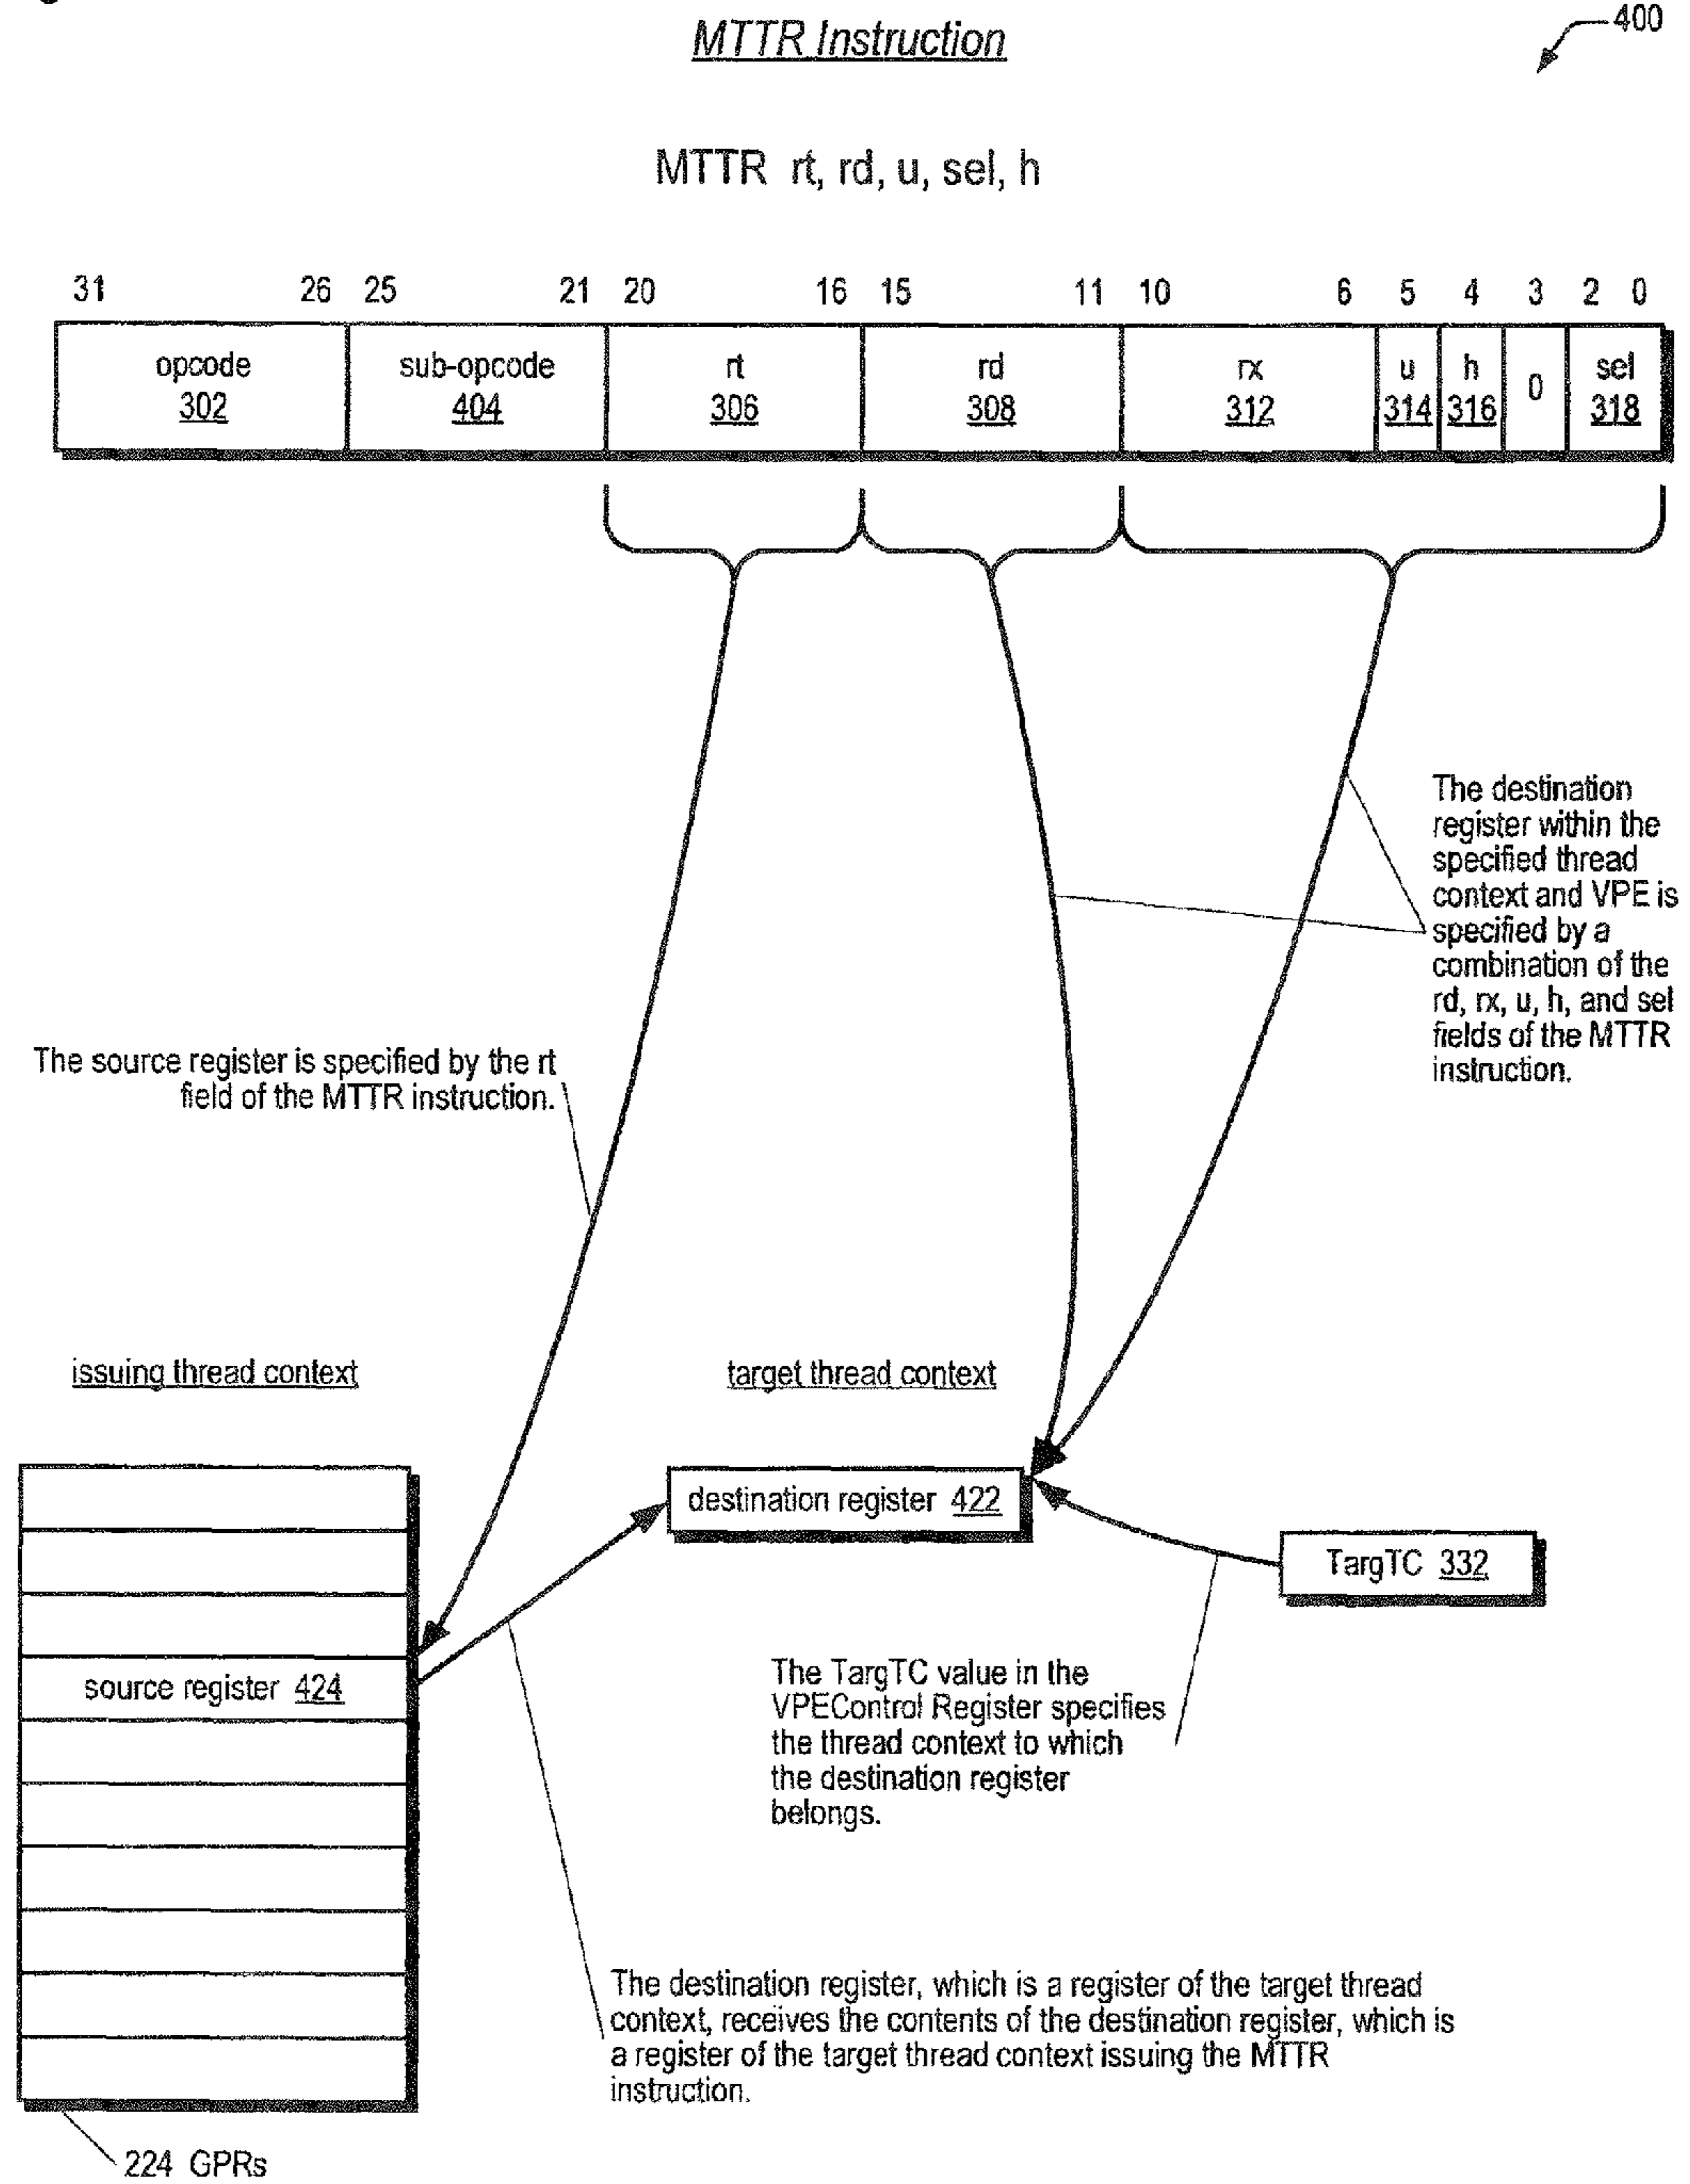 MTTR Instruction
400
MTTR rt, rd, u, sel, h
31 26 25 21 20 16 15 11 10 6 5 4 3 2 0
opcode sub-opcode rt rd rx u h 0 sel
302 404 306 308 312 314 316 318
The destination
register within the
specified thread
context and VPE is
specified by a
combination of the
rd, rx, u, h, and sel
fields of the MTTR
instruction.
The source register is specified by the rt
field of the MTTR instruction.
issuing thread context
target thread context
destination register 422
TargTC 332
source register 424
The TargTC value in the
VPEControl Register specifies
the thread context to which
the destination register
belongs.
The destination register, which is a register of the target thread
context, receives the contents of the destination register, which is
a register of the target thread context issuing the MTTR
instruction.
224 GPRs